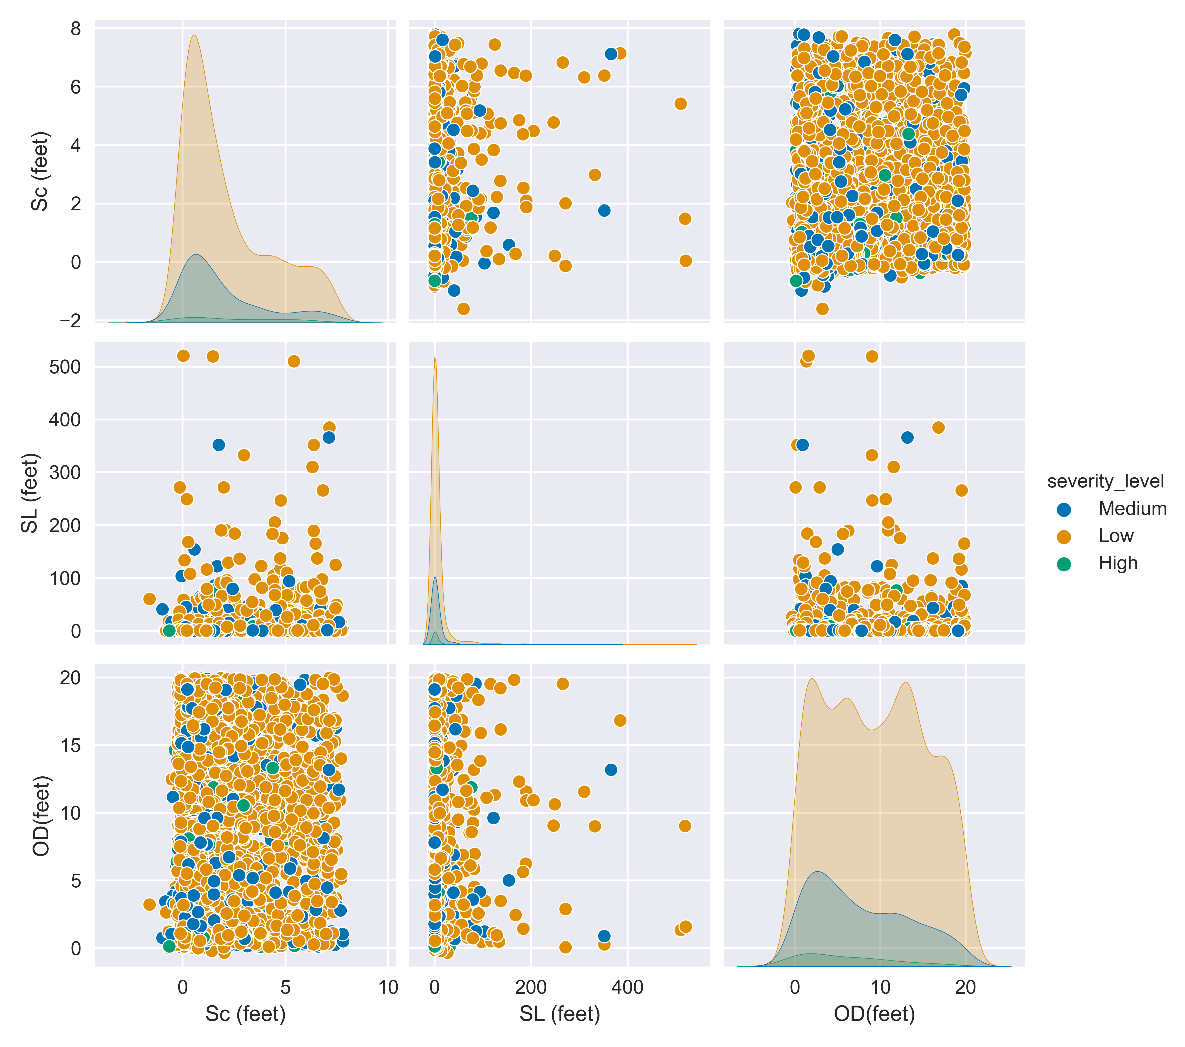 8
6
4
2
0
−2
Sc (feet)
500
400
300
200
100
0
SL (feet)
severity_level
Medium
Low
High
20
15
10
5
0
OD(feet)
0 5 10
0 200 400
0 10 20
Sc (feet)
SL (feet)
OD(feet)